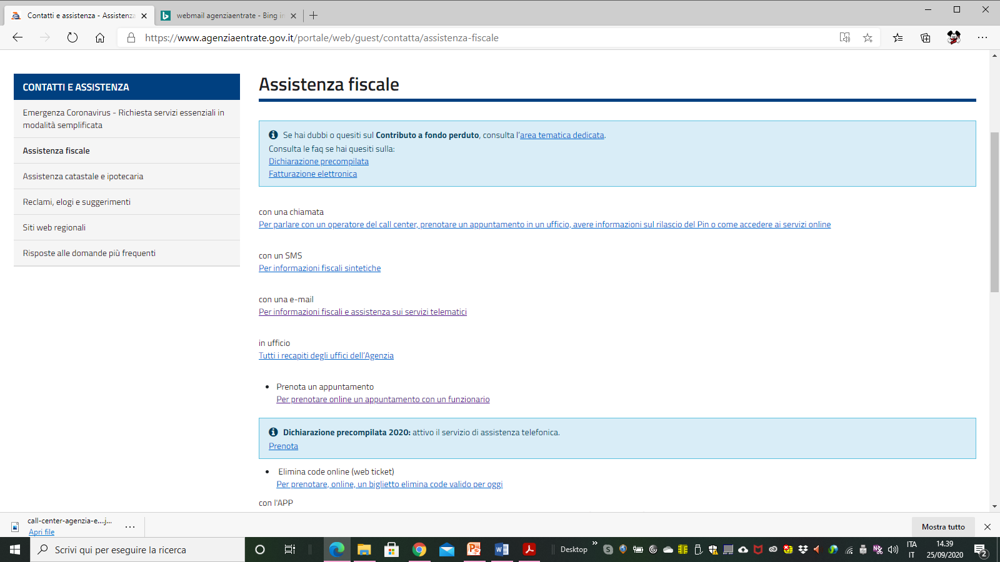 Contatti e assistenza - Assistenza
webmail agenziaentrate - Bing in
https://www.agenziaentrate.gov.it/portale/web/guest/contatta/assistenza-fiscale
CONTATTI E ASSISTENZA
Emergenza Coronavirus - Richiesta servizi essenziali in
modalità semplificata
Assistenza fiscale
Assistenza catastale e ipotecaria
Reclami, elogi e suggerimenti
Siti web regionali
Risposte alle domande più frequenti
Assistenza fiscale
Se hai dubbi o quesiti sul Contributo a fondo perduto, consulta l'area tematica dedicata.
Consulta le faq se hai quesiti sulla:
Dichiarazione precompilata
Fatturazione elettronica
con una chiamata
Per parlare con un operatore del call center, prenotare un appuntamento in un ufficio, avere informazioni sul rilascio del Pin o come accedere ai servizi online
con un SMS
Per informazioni fiscali sintetiche
con una e-mail
Per informazioni fiscali e assistenza sui servizi telematici
in ufficio
Tutti i recapiti degli uffici dell'Agenzia
• Prenota un appuntamento
Per prenotare online un appuntamento con un funzionario
Dichiarazione precompilata 2020: attivo il servizio di assistenza telefonica.
Prenota
• Elimina code online (web ticket)
Per prenotare, online, un biglietto elimina code valido per oggi
con l'APP
call-center-agenzia-e....j...
Apri file
Mostra tutto
Scrivi qui per eseguire la ricerca
Desktop
ITA
IT
14.39
25/09/2020
2